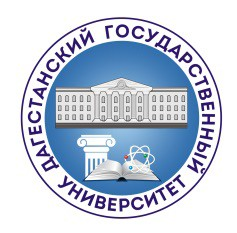 ДАГЕСТАНСКИЙ ГОСУДАРСТВЕННЫЙ
УНИВЕРСИТЕТ